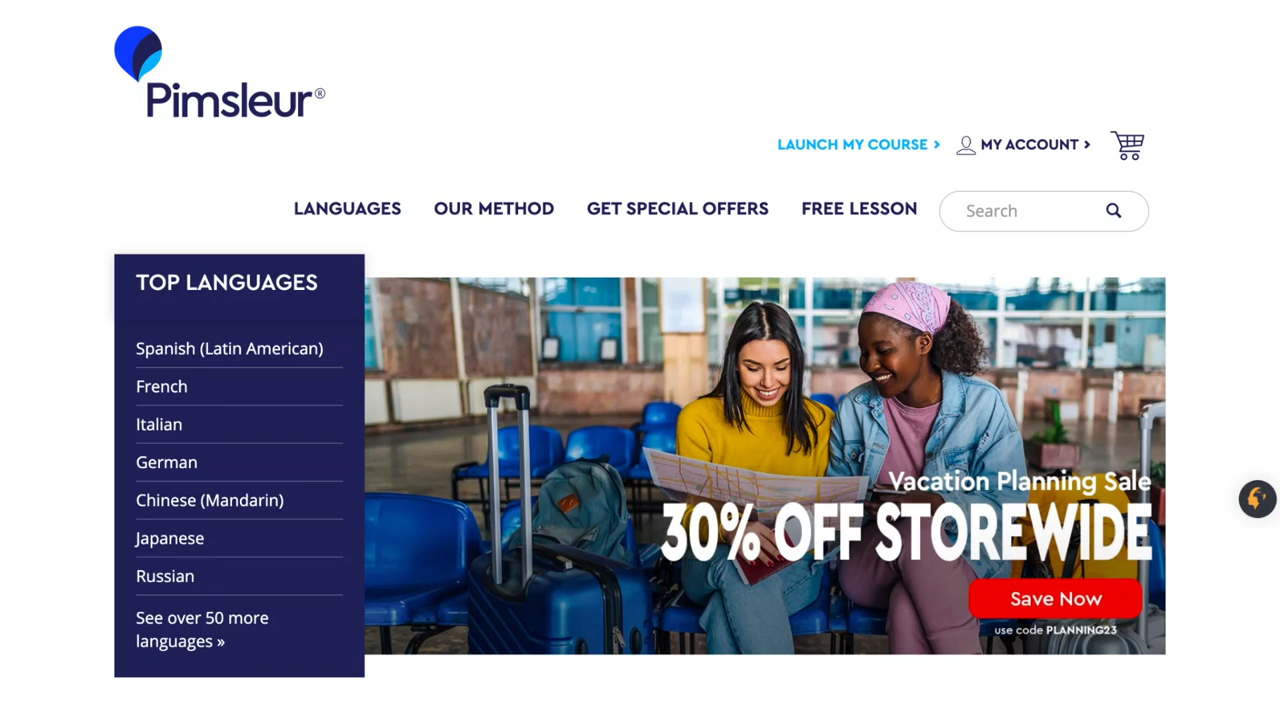 Pimsleur®
LAUNCH MY COURSE >
MY ACCOUNT >
LANGUAGES
OUR METHOD
GET SPECIAL OFFERS
FREE LESSON
Search
TOP LANGUAGES
Spanish (Latin American)
French
Italian
German
Chinese (Mandarin)
Japanese
Russian
See over 50 more
languages »
Vacation Planning Sale
30% OFF STOREWIDE
Save Now
use code PLANNING23